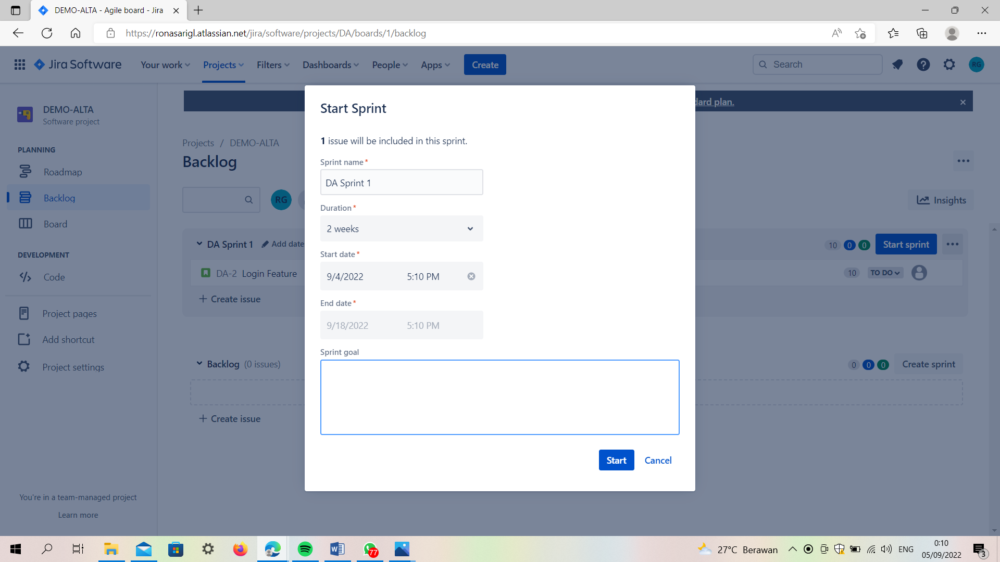 DEMO-ALTA - Agile board - Jira
https://ronasarigl.atlassian.net/jira/software/projects/DA/boards/1/backlog
Jira Software
Your work
Projects
Filters
Dashboards
People
Apps
Create
Search
RG
DEMO-ALTA
Software project
PLANNING
Roadmap
Backlog
Board
DEVELOPMENT
Code
Project pages
Add shortcut
Project settings
You're in a team-managed project
Learn more
dard plan.
Projects / DEMO-ALTA
Backlog
RG
Insights
DA Sprint 1 Add date
10 0 0 Start sprint
DA-2 Login Feature
10 TO DO
+ Create issue
Backlog (0 issues)
0 0 0 Create sprint
+ Create issue
Start Sprint
1 issue will be included in this sprint.
Sprint name*
DA Sprint 1
Duration*
2 weeks
Start date*
9/4/2022 5:10 PM
End date*
9/18/2022 5:10 PM
Sprint goal
Start Cancel
77
27°C Berawan
ENG
0:10
05/09/2022
3